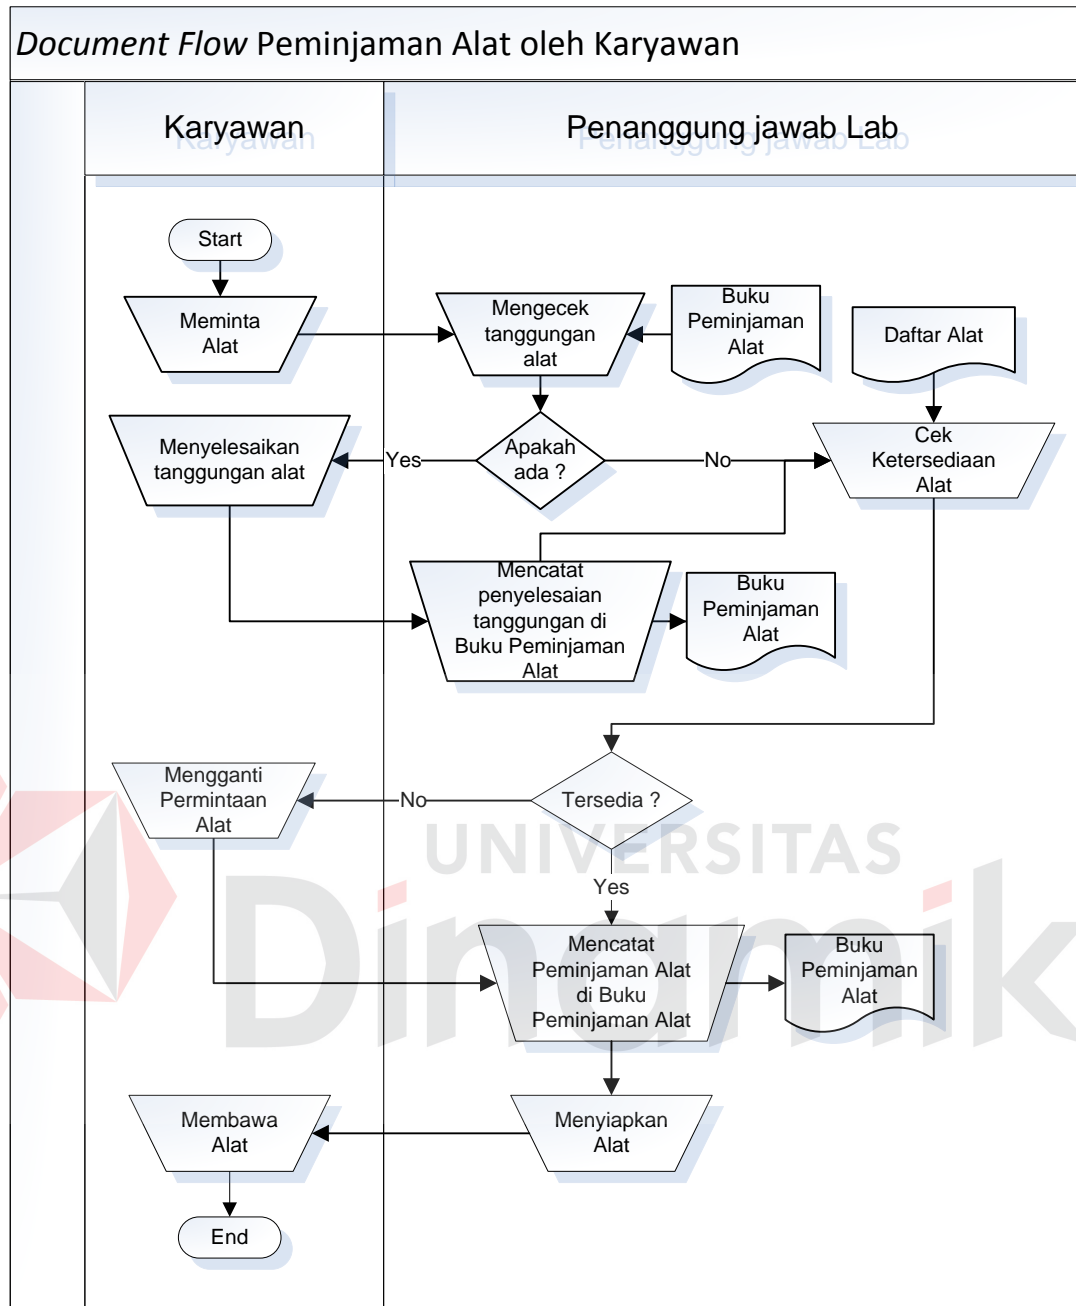 Document Flow Peminjaman Alat oleh Karyawan
Karyawan
Penanggung jawab Lab
Start
Meminta
Alat
Mengecek
tanggungan
alat
Buku
Peminjaman
Alat
Daftar Alat
Menyelesaikan
tanggungan alat
Yes
Apakah
ada ?
No
Cek
Ketersediaan
Alat
Mencatat
penyelesaian
tanggungan di
Buku Peminjaman
Alat
Buku
Peminjaman
Alat
Mengganti
Permintaan
Alat
No
Tersedia ?
UNIVERSITAS
Yes
Dinamik
Mencatat
Peminjaman Alat
di Buku
Peminjaman Alat
Buku
Peminjaman
Alat
Membawa
Alat
Menyiapkan
Alat
End